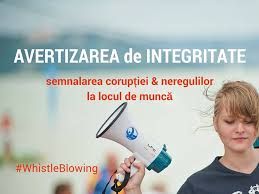 AVERTIZAREA de INTEGRITATE
semnalarea corupției & neregulilor
la locul de muncă
#WhistleBlowing